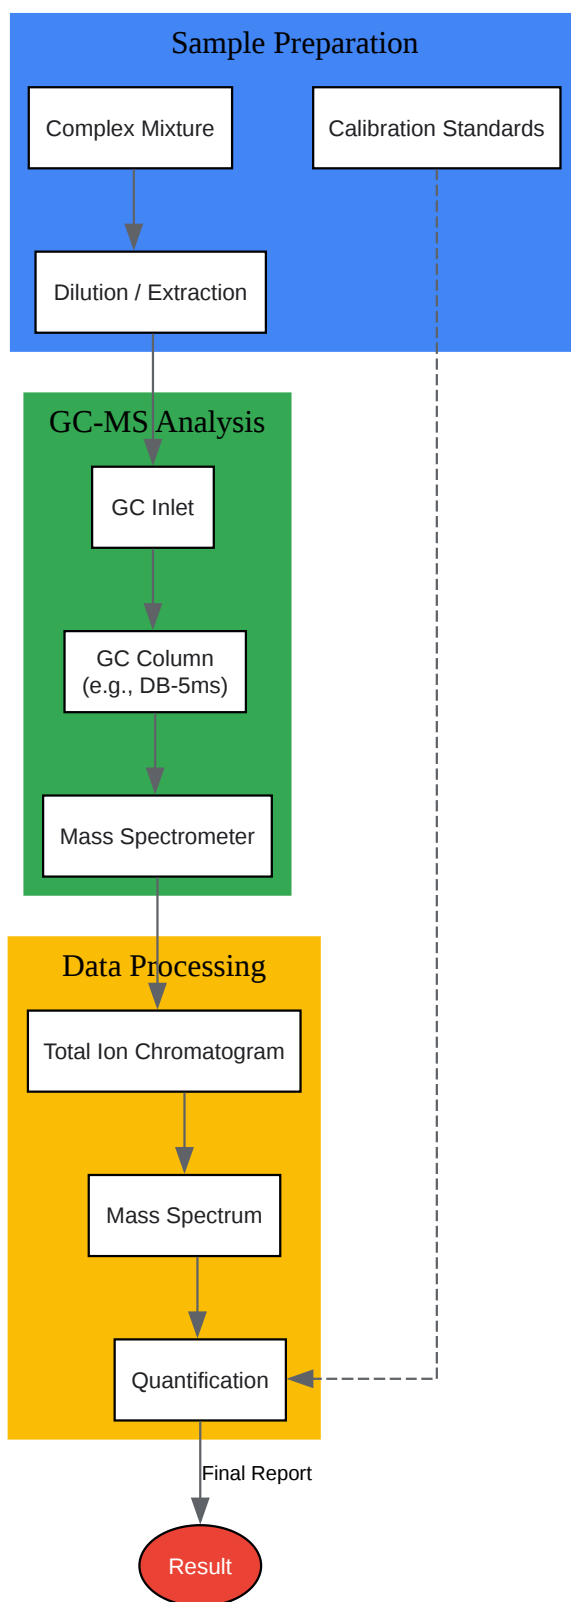 Sample Preparation
Complex Mixture
Calibration Standards
Dilution / Extraction
GC-MS Analysis
GC Inlet
GC Column
(e.g., DB-5ms)
Mass Spectrometer
Data Processing
Total Ion Chromatogram
Mass Spectrum
Quantification
Final Report
Result